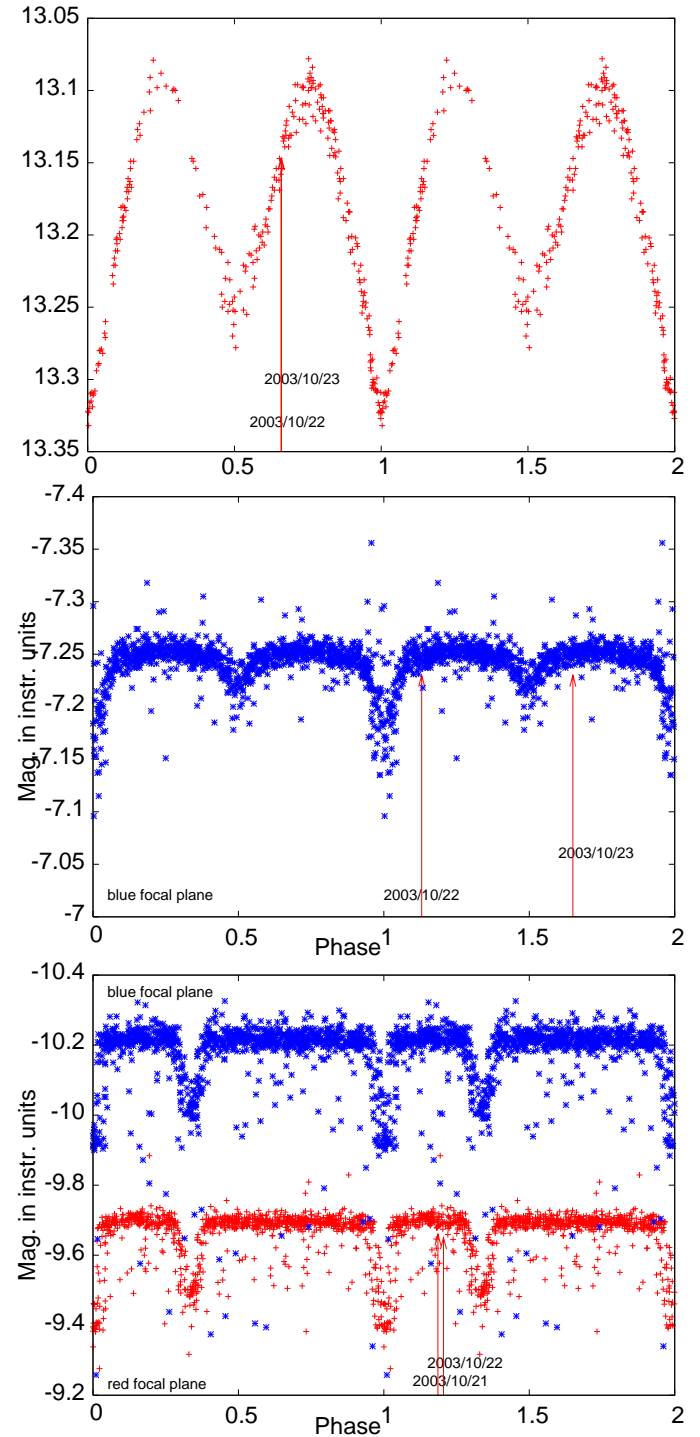 13.05
13.1
13.15
13.2
13.25
13.3
13.35
2003/10/23
2003/10/22
0 0.5 1 1.5 2
-7.4
-7.35
-7.3
-7.25
-7.2
-7.15
-7.1
-7.05
-7
Mag. in instr. units
2003/10/23
2003/10/22
blue focal plane
0 0.5 1 1.5 2
Phase
-10.4
-10.2
-10
-9.8
-9.6
-9.4
-9.2
Mag. in instr. units
blue focal plane
2003/10/22
2003/10/21
red focal plane
0 0.5 1 1.5 2
Phase